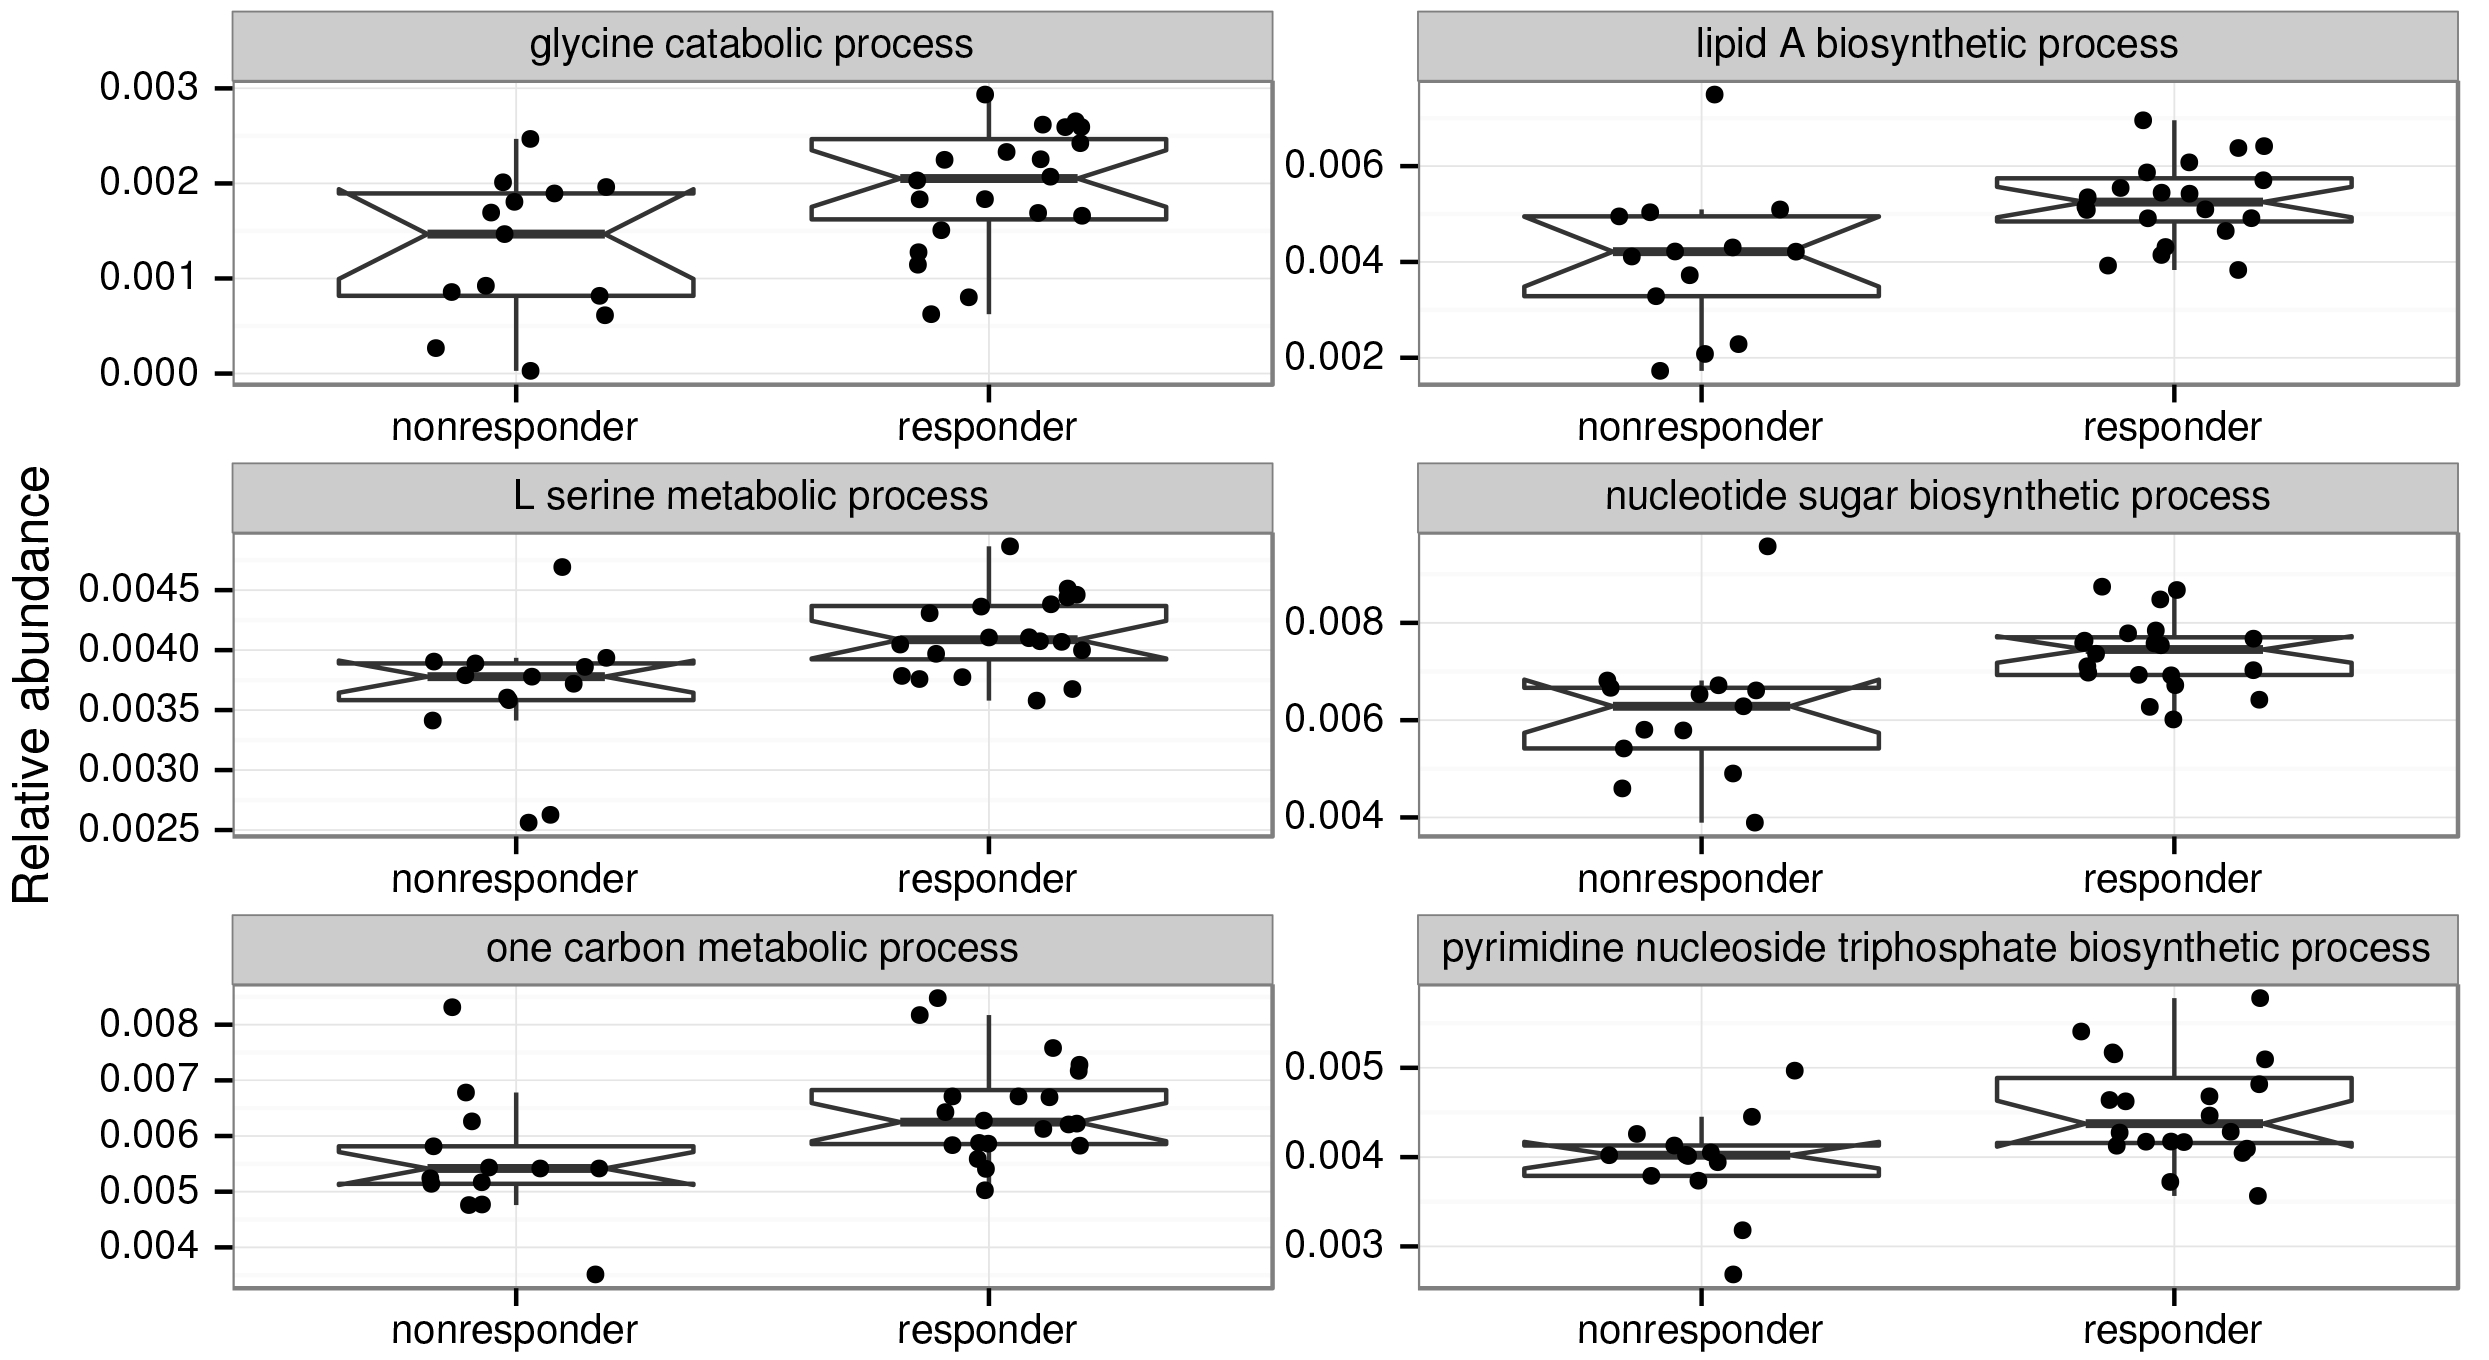 Relative abundance
glycine catabolic process
0.003
0.002
0.001
0.000
nonresponder responder
lipid A biosynthetic process
0.006
0.004
0.002
nonresponder responder
L serine metabolic process
0.0045
0.0040
0.0035
0.0030
0.0025
nonresponder responder
nucleotide sugar biosynthetic process
0.008
0.006
0.004
nonresponder responder
one carbon metabolic process
0.008
0.007
0.006
0.005
0.004
nonresponder responder
pyrimidine nucleoside triphosphate biosynthetic process
0.005
0.004
0.003
nonresponder responder